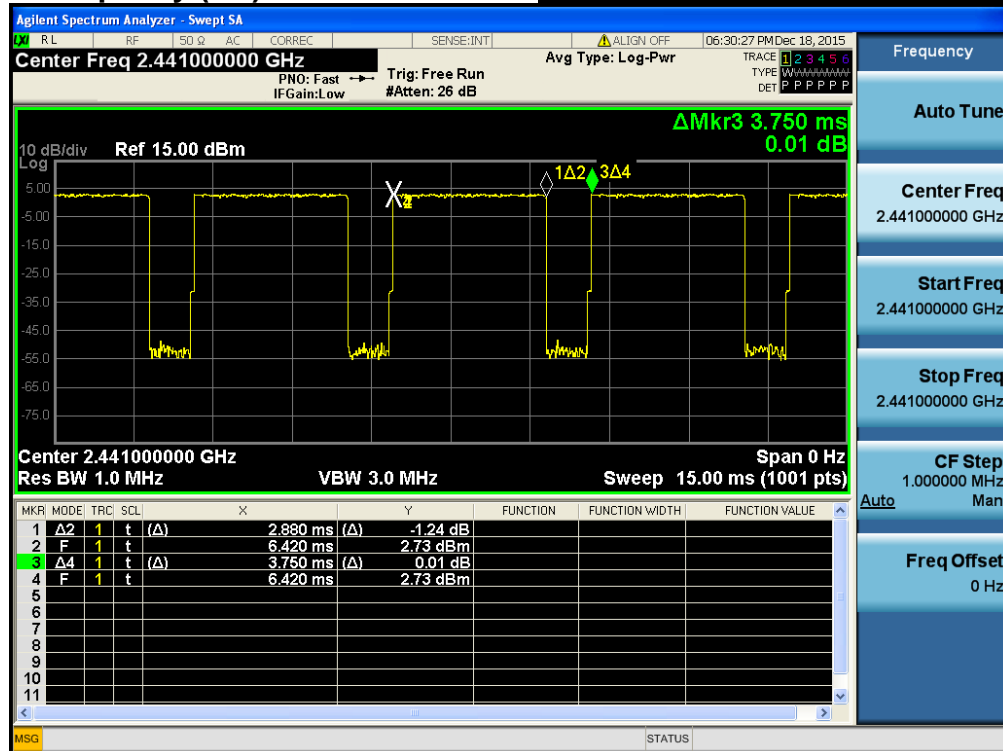 Agilent Spectrum Analyzer - Swept SA
LXI RL RF 50 Ω AC CORREC SENSE:INT ALIGN OFF 06:30:27 PM Dec 18, 2015
Center Freq 2.441000000 GHz
PNO: Fast
IFGain:Low
Trig: Free Run
#Atten: 26 dB
Avg Type: Log-Pwr
TRACE 1 2 3 4 5 6
TYPE W
DET P P P P P P
Frequency
Auto Tune
Center Freq
2.441000000 GHz
Start Freq
2.441000000 GHz
Stop Freq
2.441000000 GHz
CF Step
1.000000 MHz
Auto Man
Freq Offset
0 Hz
ΔMkr3 3.750 ms
0.01 dB
10 dB/div Ref 15.00 dBm
Log
1Δ2 3Δ4
5.00
-5.00
-15.0
-25.0
-35.0
-45.0
-55.0
-65.0
-75.0
Center 2.441000000 GHz Span 0 Hz
Res BW 1.0 MHz VBW 3.0 MHz Sweep 15.00 ms (1001 pts)
MKR MODE TRC SCL X Y FUNCTION FUNCTION WIDTH FUNCTION VALUE
1 Δ2 1 t (Δ) 2.880 ms (Δ) -1.24 dB
2 F 1 t 6.420 ms 2.73 dBm
3 Δ4 1 t (Δ) 3.750 ms (Δ) 0.01 dB
4 F 1 t 6.420 ms 2.73 dBm
5
6
7
8
9
10
11
MSG STATUS